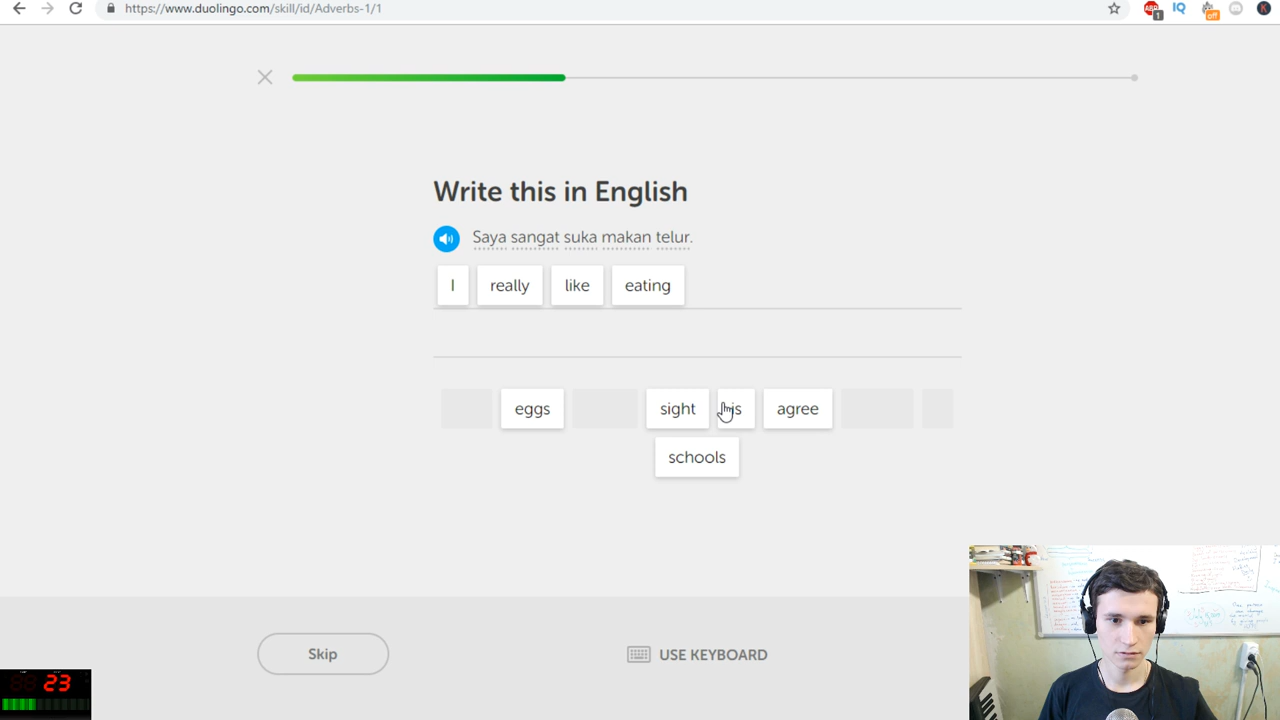 https://www.duolingo.com/skill/id/Adverbs-1/1
Write this in English
Saya sangat suka makan telur.
I really like eating
eggs sight is agree
schools
Skip
USE KEYBOARD
23